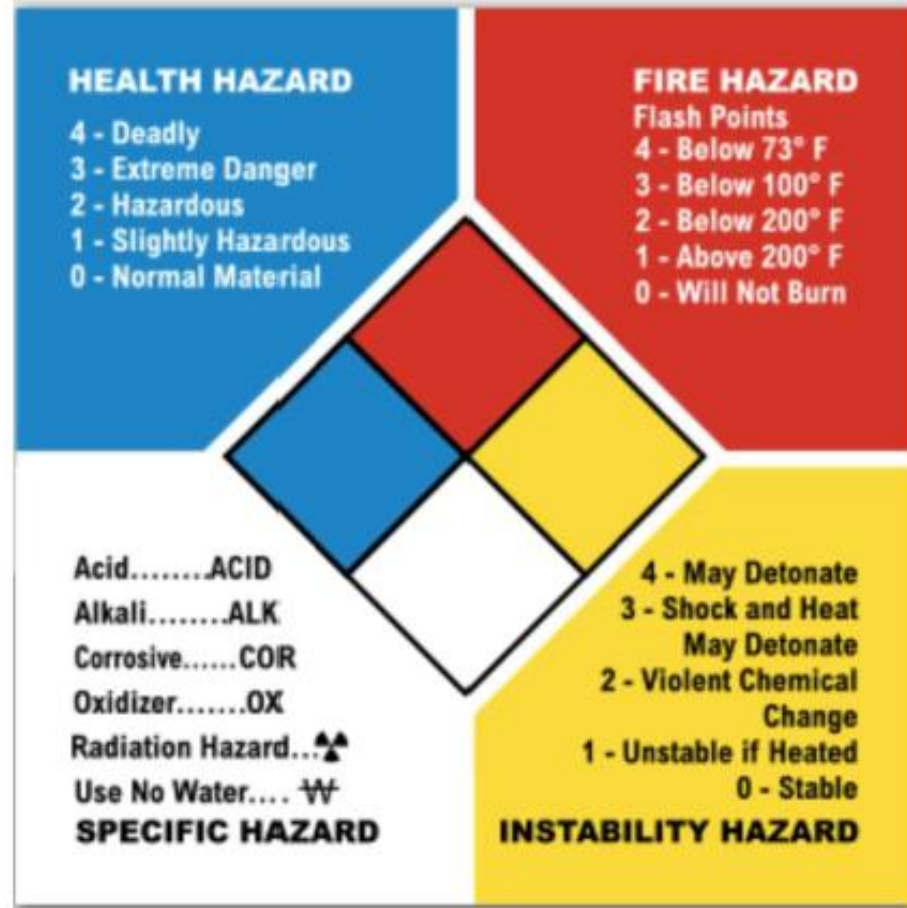 HEALTH HAZARD
4 - Deadly
3 - Extreme Danger
2 - Hazardous
1 - Slightly Hazardous
0 - Normal Material
FIRE HAZARD
Flash Points
4 - Below 73° F
3 - Below 100° F
2 - Below 200° F
1 - Above 200° F
0 - Will Not Burn
Acid........ACID
Alkali........ALK
Corrosive......COR
Oxidizer.......OX
Radiation Hazard...☢
Use No Water.... W̶
SPECIFIC HAZARD
4 - May Detonate
3 - Shock and Heat
May Detonate
2 - Violent Chemical
Change
1 - Unstable if Heated
0 - Stable
INSTABILITY HAZARD